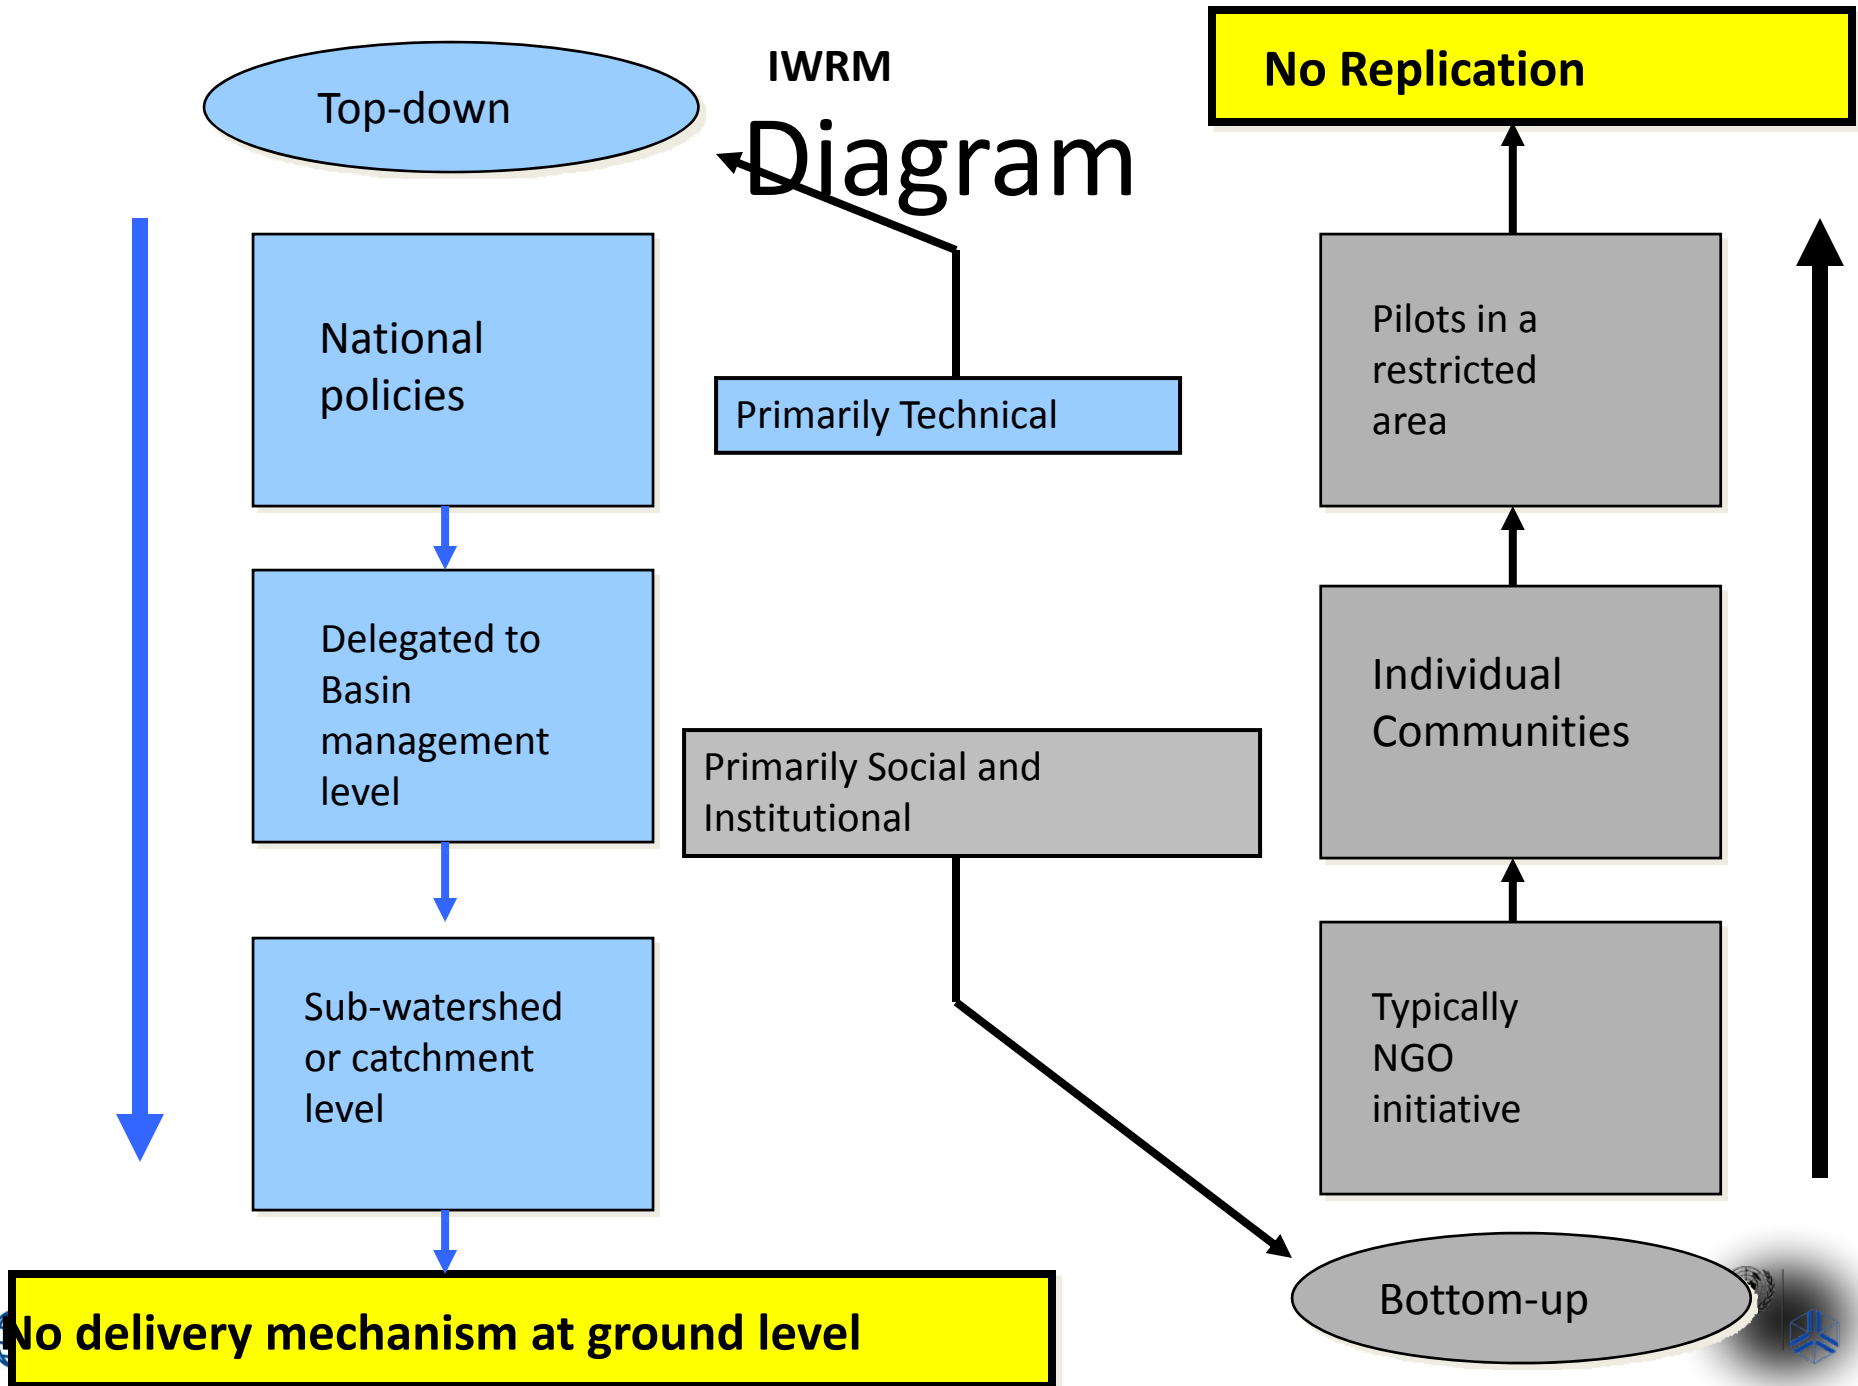 IWRM
Diagram
Top-down
National
policies
Delegated to
Basin
management
level
Sub-watershed
or catchment
level
No delivery mechanism at ground level
Primarily Technical
Primarily Social and
Institutional
No Replication
Pilots in a
restricted
area
Individual
Communities
Typically
NGO
initiative
Bottom-up